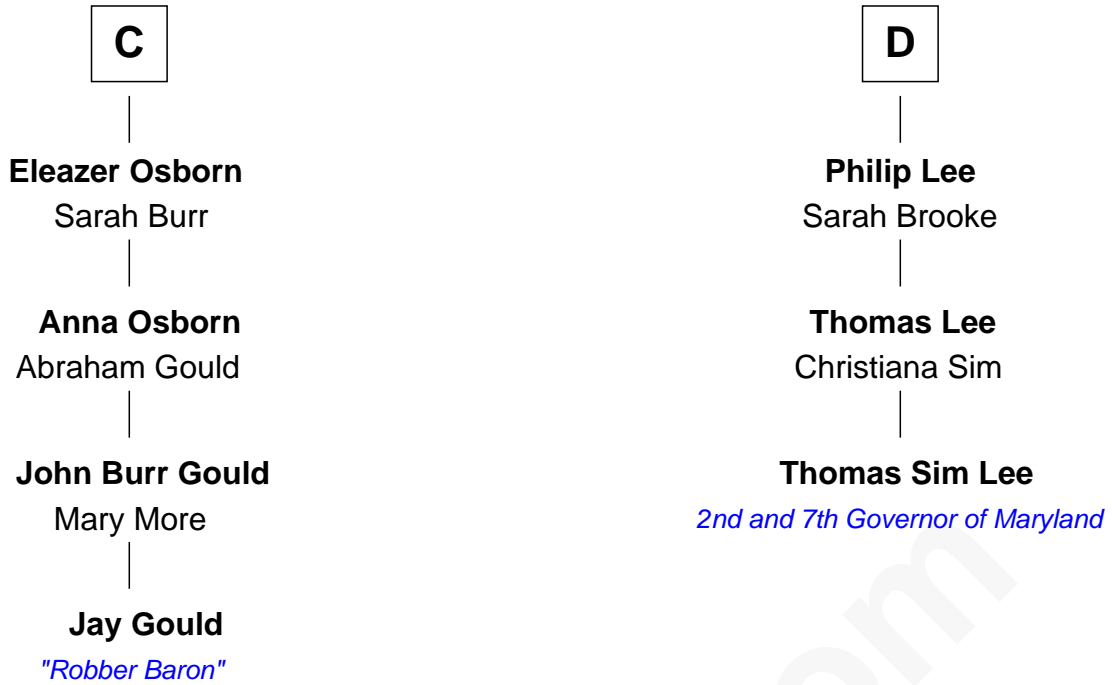 C
Eleazer Osborn
Sarah Burr
Anna Osborn
Abraham Gould
John Burr Gould
Mary More
Jay Gould
"Robber Baron"
D
Philip Lee
Sarah Brooke
Thomas Lee
Christiana Sim
Thomas Sim Lee
2nd and 7th Governor of Maryland
om